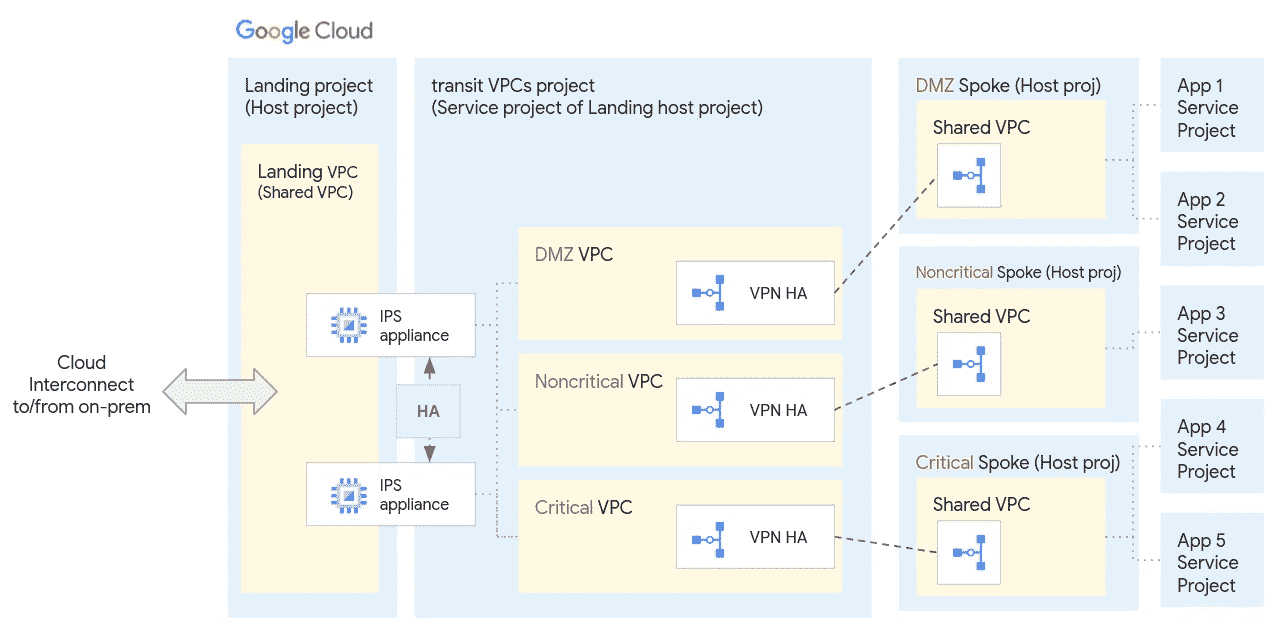 Google Cloud
Landing project
(Host project)
Landing VPC
(Shared VPC)
transit VPCs project
(Service project of Landing host project)
Cloud
Interconnect
to/from on-prem
IPS
appliance
HA
IPS
appliance
DMZ VPC
VPN HA
Noncritical VPC
VPN HA
Critical VPC
VPN HA
DMZ Spoke (Host proj)
Shared VPC
Noncritical Spoke (Host proj)
Shared VPC
Critical Spoke (Host proj)
Shared VPC
App 1
Service
Project
App 2
Service
Project
App 3
Service
Project
App 4
Service
Project
App 5
Service
Project